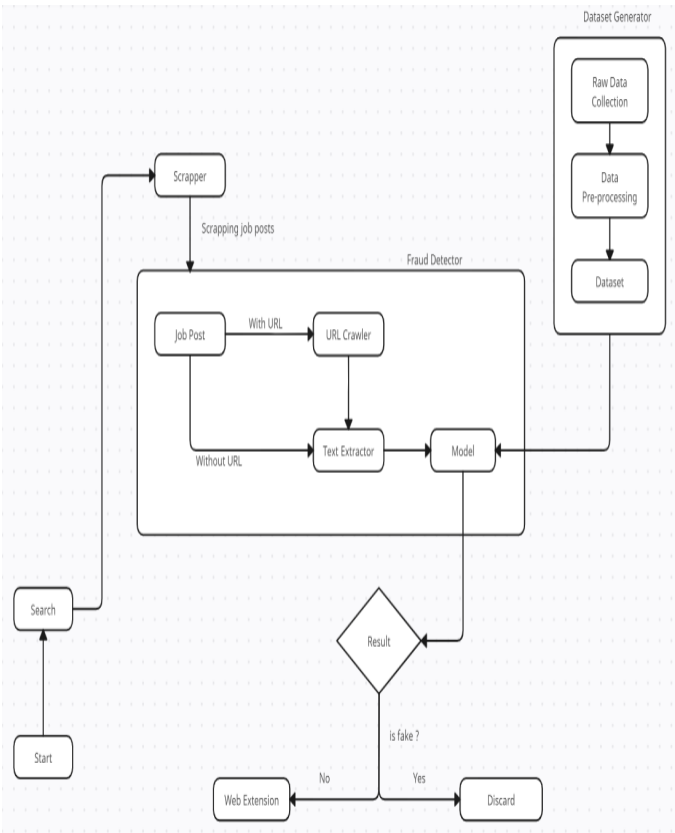 Dataset Generator
Raw Data
Collection
Data
Pre-processing
Dataset
Scrapper
Scrapping job posts
Fraud Detector
Job Post
With URL
URL Crawler
Without URL
Text Extractor
Model
Search
Result
Start
is fake ?
No
Yes
Web Extension
Discard